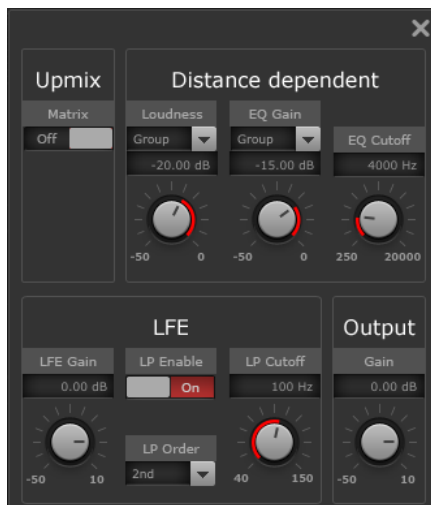 Upmix
Distance dependent
Matrix
Loudness
EQ Gain
Off
Group
Group
EQ Cutoff
-20.00 dB
-15.00 dB
4000 Hz
-50
0
-50
0
250
20000
LFE
Output
LFE Gain
LP Enable
LP Cutoff
Gain
0.00 dB
On
100 Hz
0.00 dB
LP Order
2nd
-50
10
40
150
-50
10